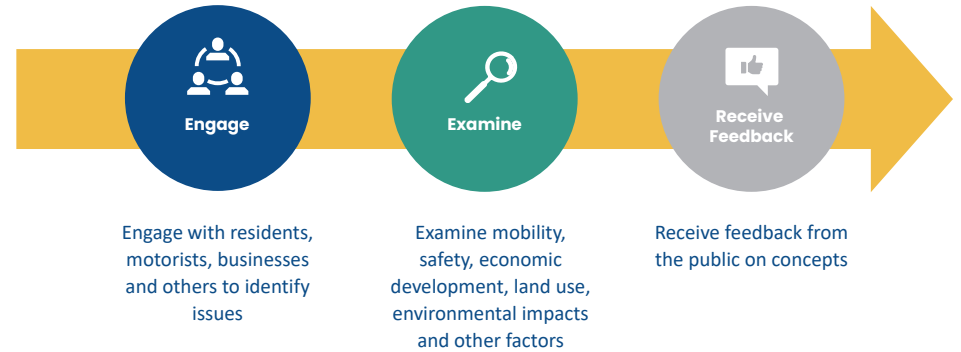 Engage
Examine
Receive
Feedback
Engage with residents,
motorists, businesses
and others to identify
issues
Examine mobility,
safety, economic
development, land use,
environmental impacts
and other factors
Receive feedback from
the public on concepts